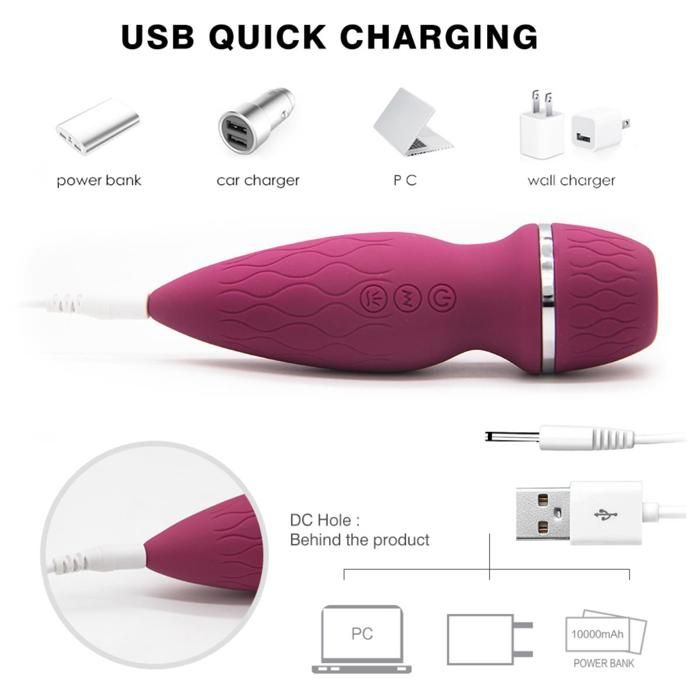 USB QUICK CHARGING
power bank
car charger
P C
wall charger
DC Hole :
Behind the product
PC
10000mAh
POWER BANK